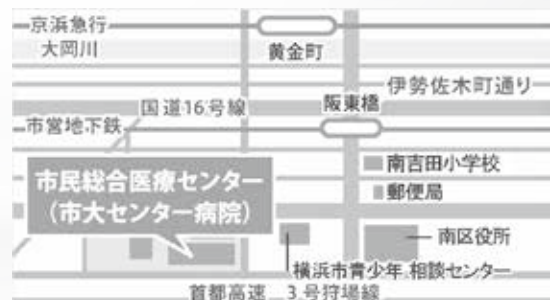 京浜急行
大岡川
黄金町
伊勢佐木町通り
国道16号線
阪東橋
市営地下鉄
南吉田小学校
郵便局
市民総合医療センター
（市大センター病院）
南区役所
横浜市青少年 相談センター
首都高速 3号狩場線